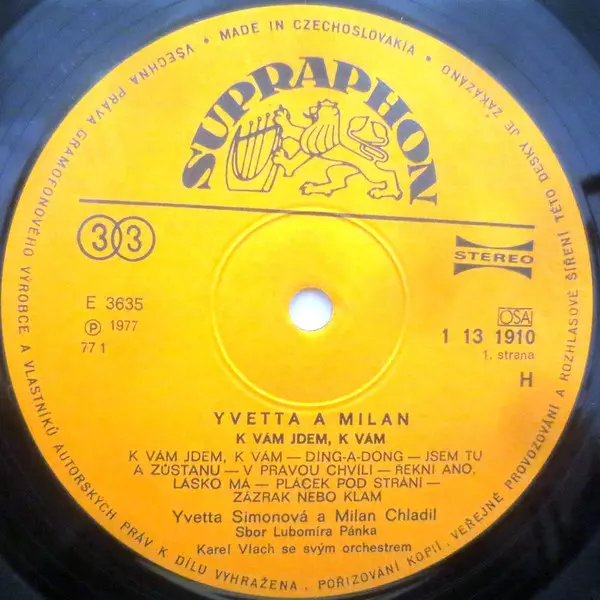 VŠECHNA PRÁVA GRAMOFONOVÉHO VÝROBCE A VLASTNÍKŮ AUTORSKÝCH PRÁV K DÍLU VYHRAŽENA. POŘIZOVÁNÍ KOPIÍ, VEŘEJNÉ PROVOZOVÁNÍ A ROZHLASOVÉ ŠÍŘENÍ TÉTO DESKY JE ZAKÁZÁNO
• MADE IN CZECHOSLOVAKIA •
SUPRAPHON
33
STEREO
E 3635
℗ 1977
77 1
OSA
1 13 1910
1. strana
H
YVETTA A MILAN
K VÁM JDEM, K VÁM
K VÁM JDEM, K VÁM — DING-A-DONG — JSEM TU
A ZŮSTANU — V PRAVOU CHVÍLI — ŘEKNI ANO,
LÁSKO MÁ — PLÁCEK POD STRÁNÍ —
ZÁZRAK NEBO KLAM
Yvetta Simonová a Milan Chladil
Sbor Lubomíra Pánka
Karel Vlach se svým orchestrem